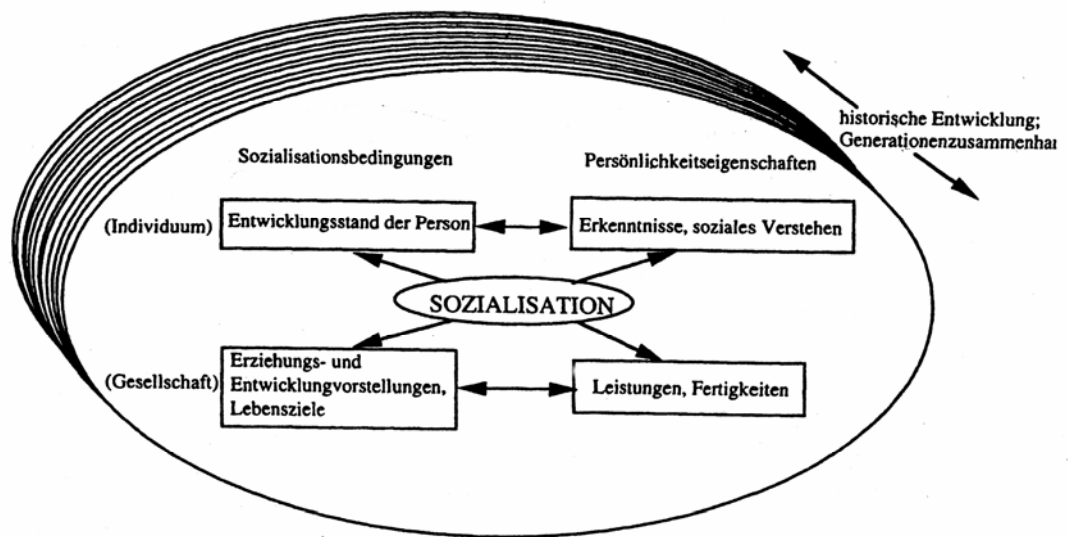 historische Entwicklung;
Generationenzusammenhai
Sozialisationsbedingungen
Persönlichkeitseigenschaften
(Individuum)
Entwicklungsstand der Person
Erkenntnisse, soziales Verstehen
SOZIALISATION
(Gesellschaft)
Erziehungs- und
Entwicklungvorstellungen,
Lebensziele
Leistungen, Fertigkeiten